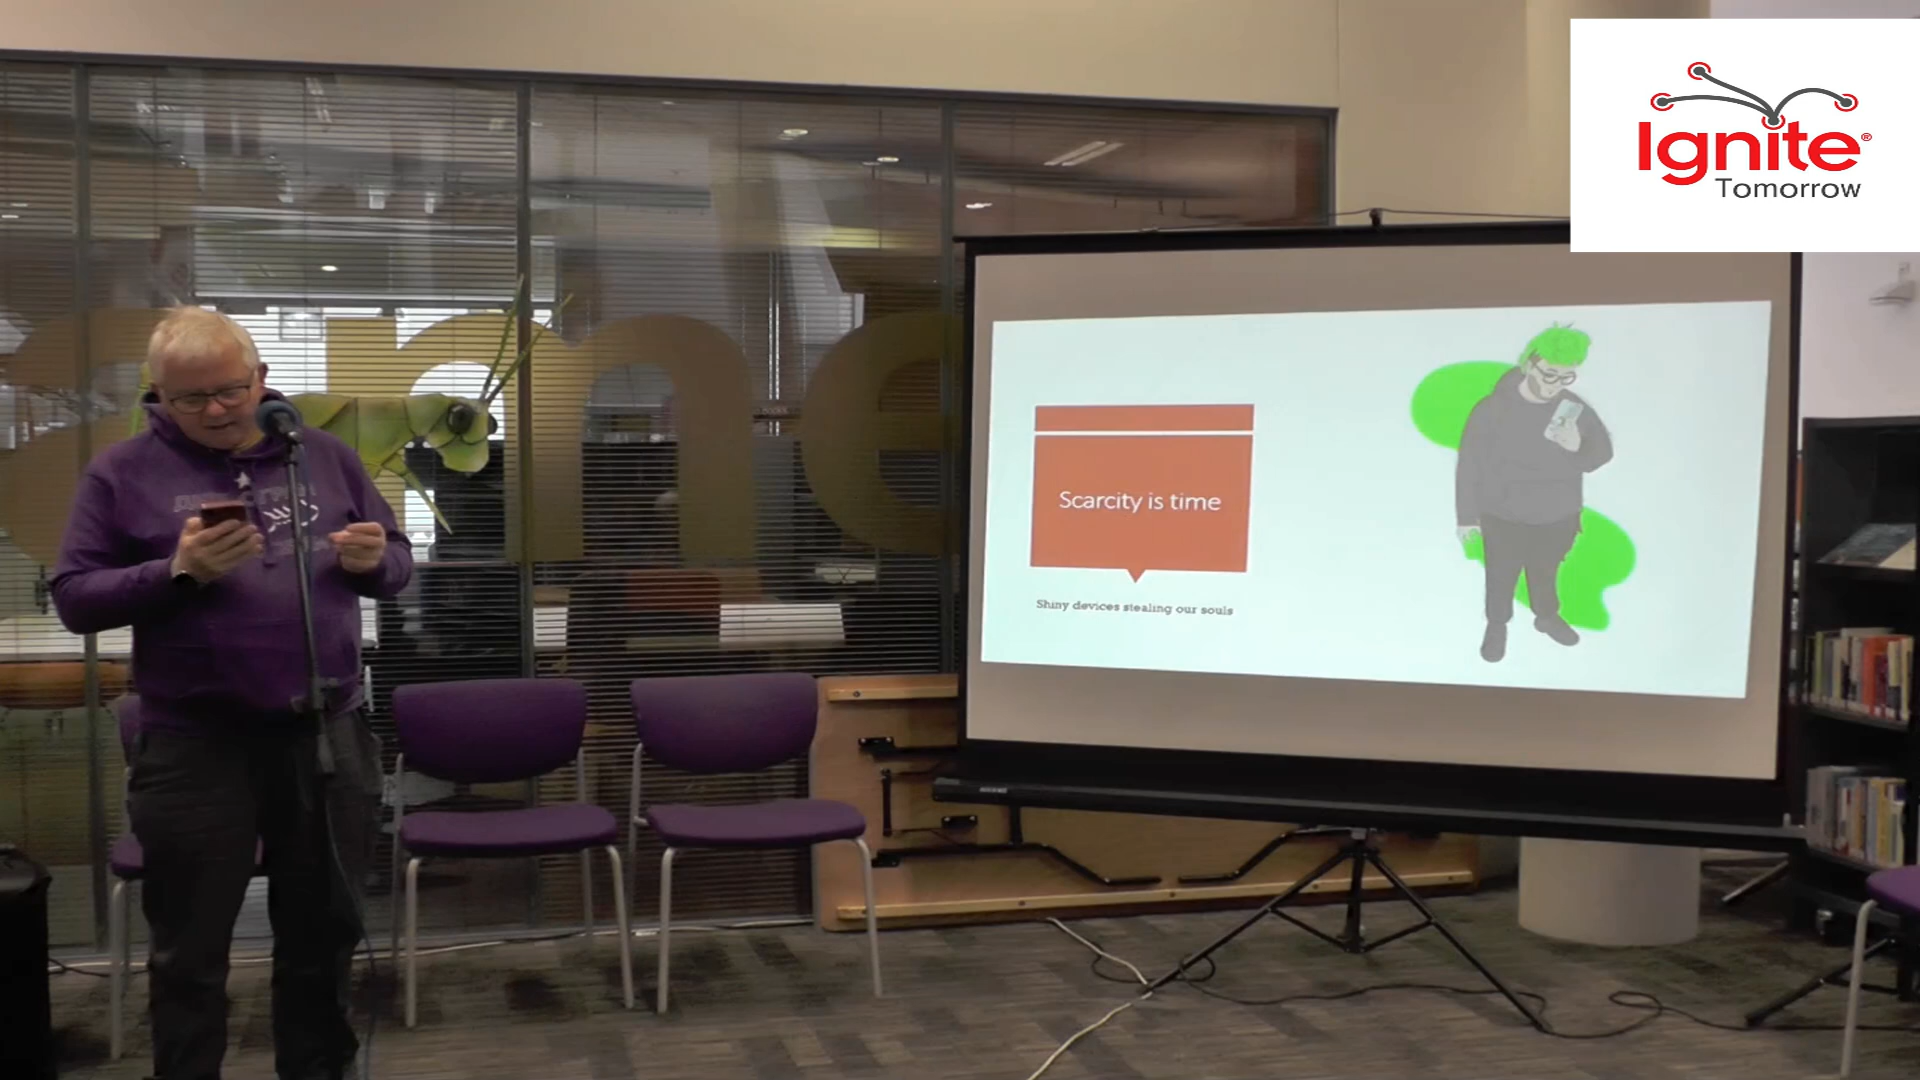 Ignite®
Tomorrow
Scarcity is time
Shiny devices stealing our souls